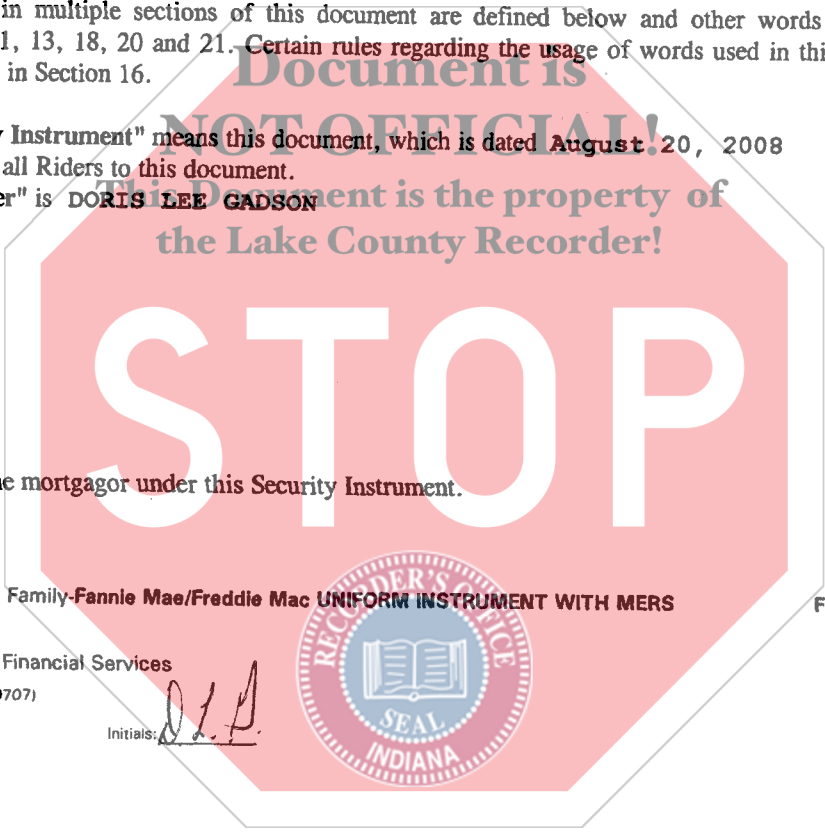 in multiple sections of this document are defined below and other words
1, 13, 18, 20 and 21. Certain rules regarding the usage of words used in thi
in Section 16.
Document is
NOT OFFICIAL!
Instrument" means this document, which is dated August 20, 2008
all Riders to this document.
This Document is the property of
er" is DORIS LEE GADSON
the Lake County Recorder!
STOP
e mortgagor under this Security Instrument.
Family-Fannie Mae/Freddie Mac UNIFORM INSTRUMENT WITH MERS
F
RECORDER'S OFFICE
Financial Services
707)
SEAL
INDIANA
Initials: D L G.